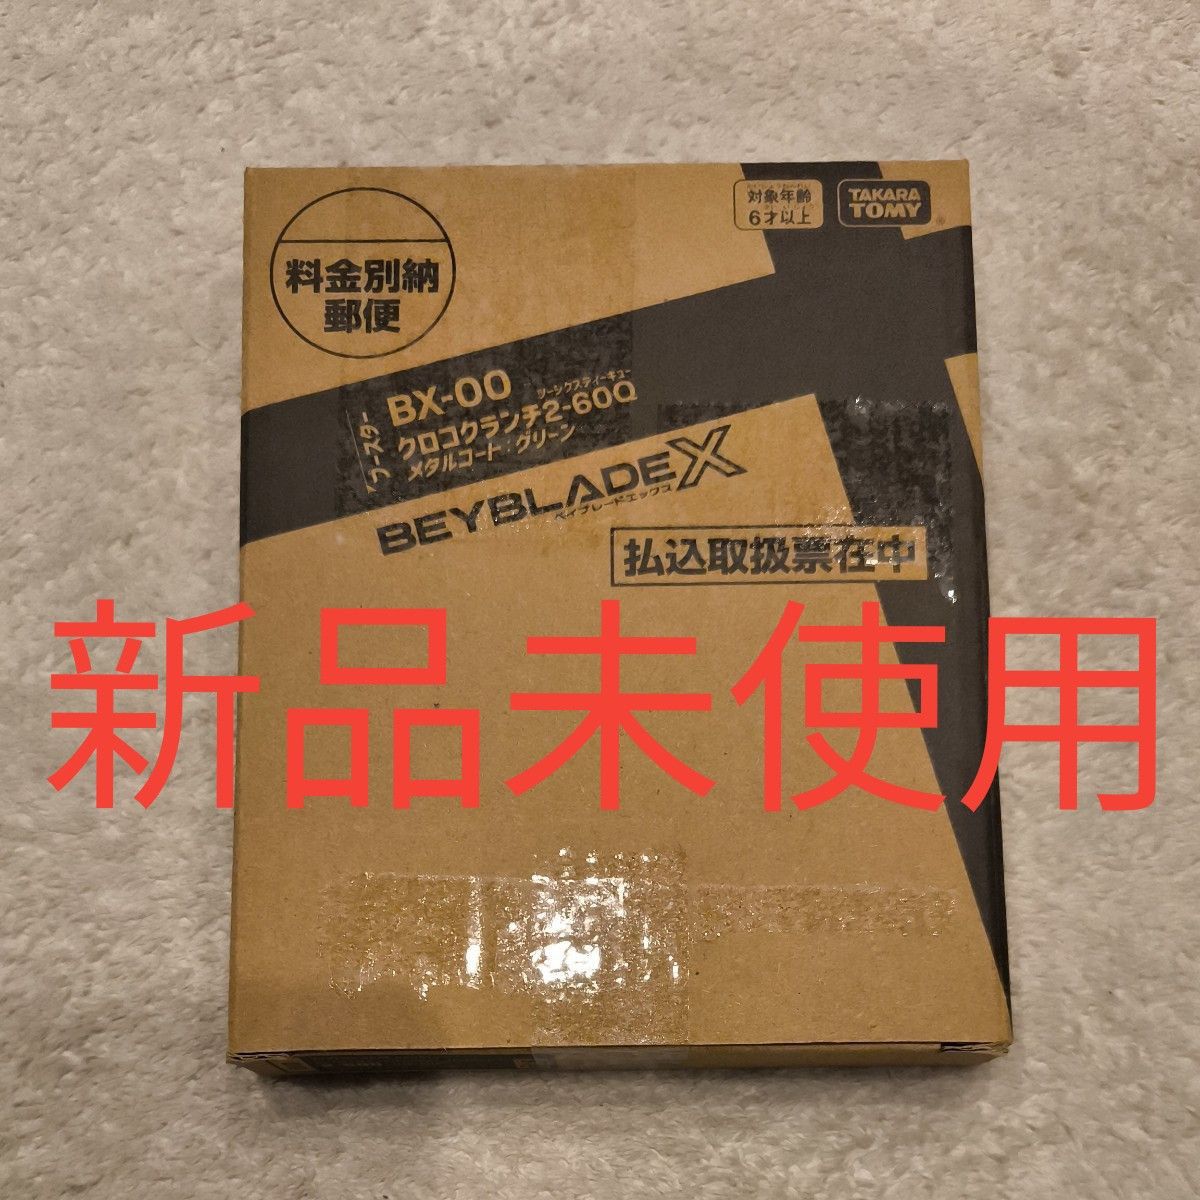 対象年齢
6才以上
TAKARA
TOMY
料金別納
郵便
ブースター
BX-00
ツーシクスティーキュー
クロコクランチ2-60Q
メタルコート:グリーン
BEYBLADE X
ベイブレードエックス
払込取扱票在中
新品未使用